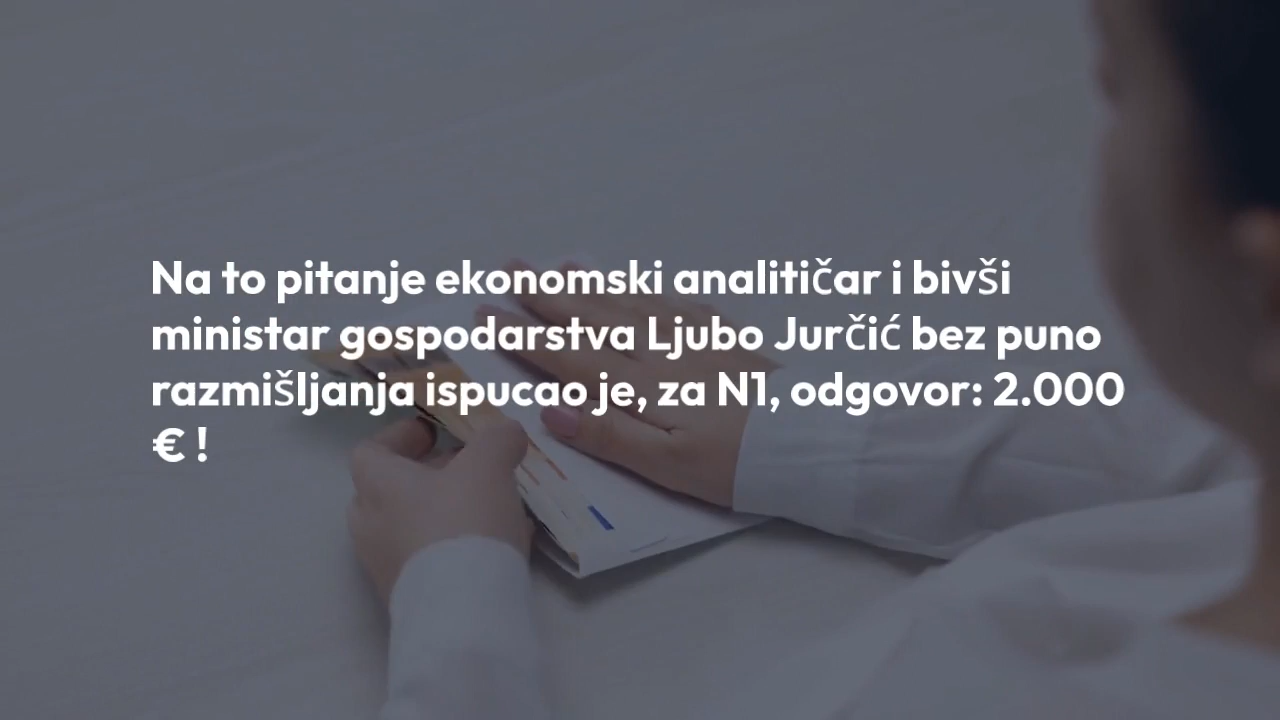 Na to pitanje ekonomski analitičar i bivši
ministar gospodarstva Ljubo Jurčić bez puno
razmišljanja ispucao je, za N1, odgovor: 2.000
€ !